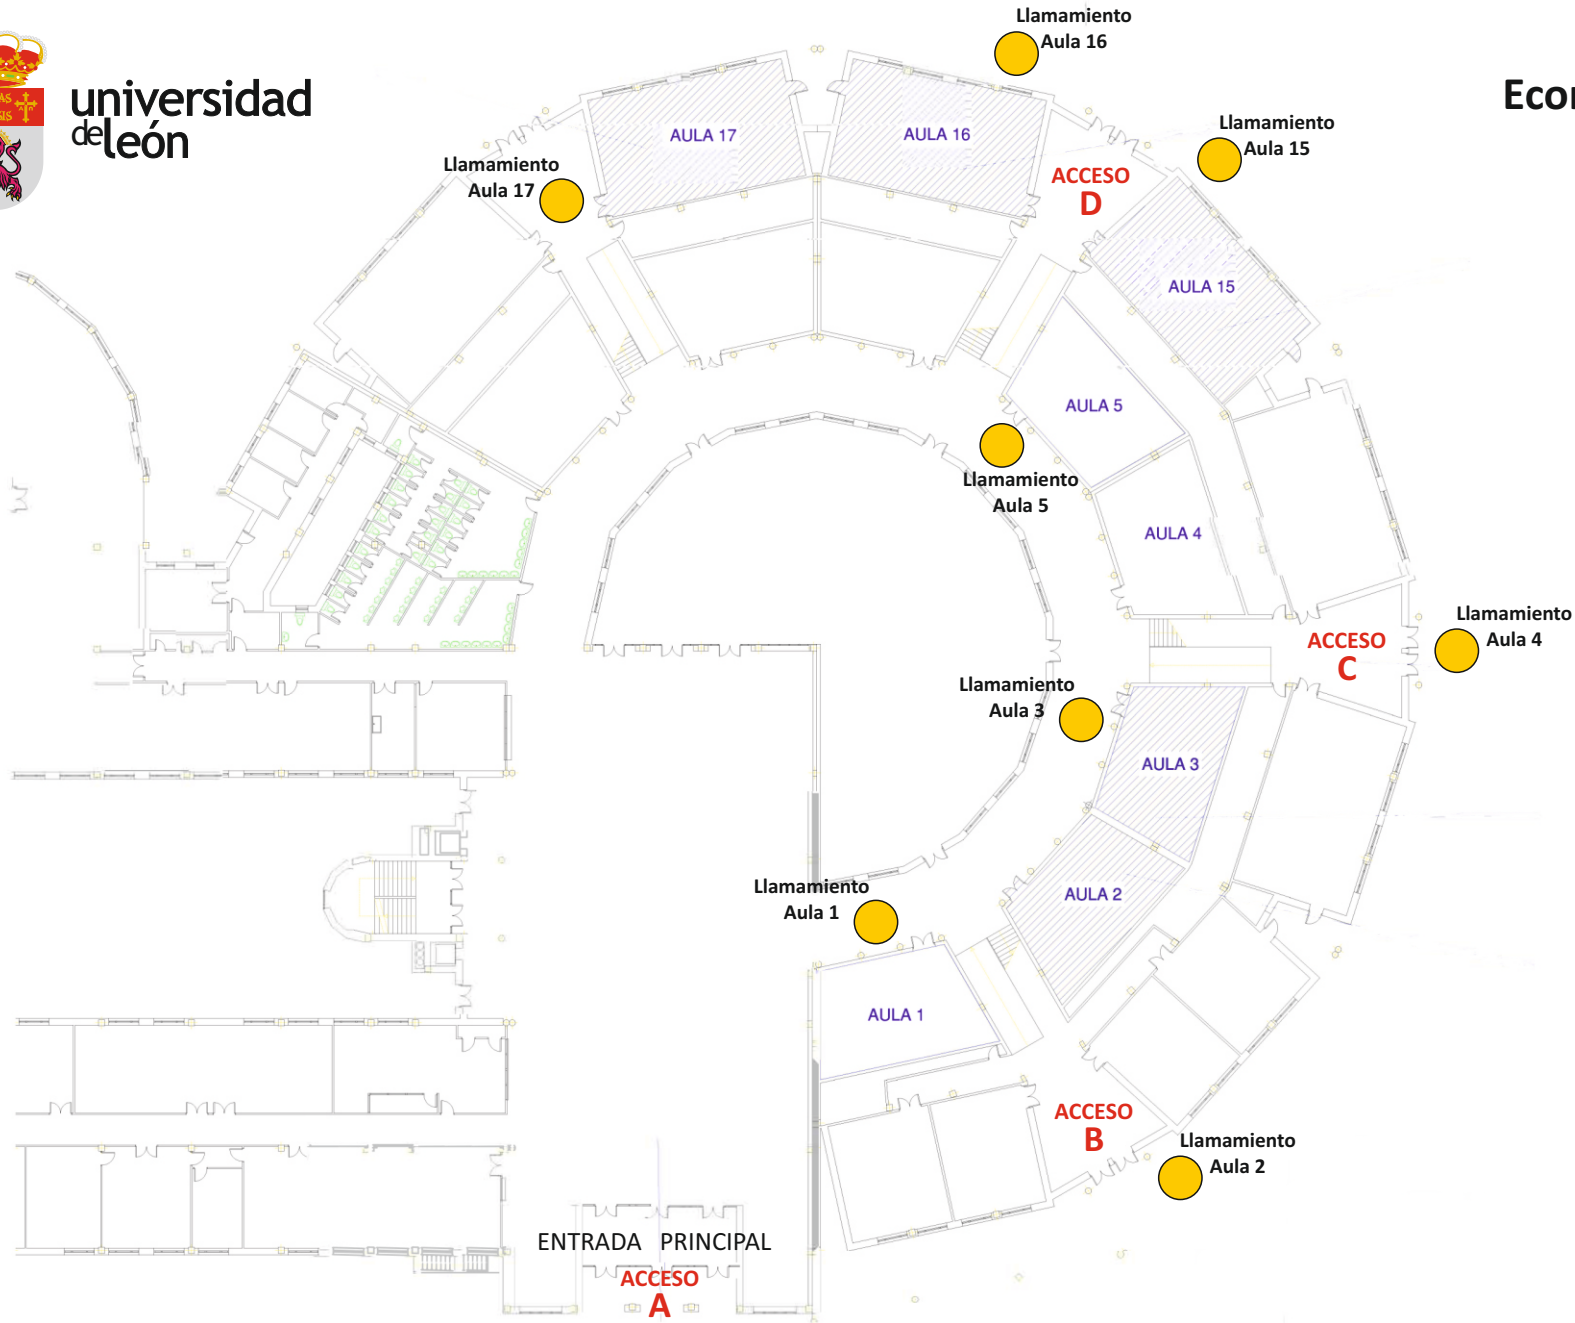 universidad
deleón
Llamamiento
Aula 16
Econ
Llamamiento
Aula 15
AULA 17
AULA 16
Llamamiento
Aula 17
ACCESO
D
AULA 15
AULA 5
Llamamiento
Aula 5
AULA 4
Llamamiento
Aula 4
ACCESO
C
Llamamiento
Aula 3
AULA 3
Llamamiento
Aula 1
AULA 2
AULA 1
ACCESO
B
Llamamiento
Aula 2
ENTRADA PRINCIPAL
ACCESO
A